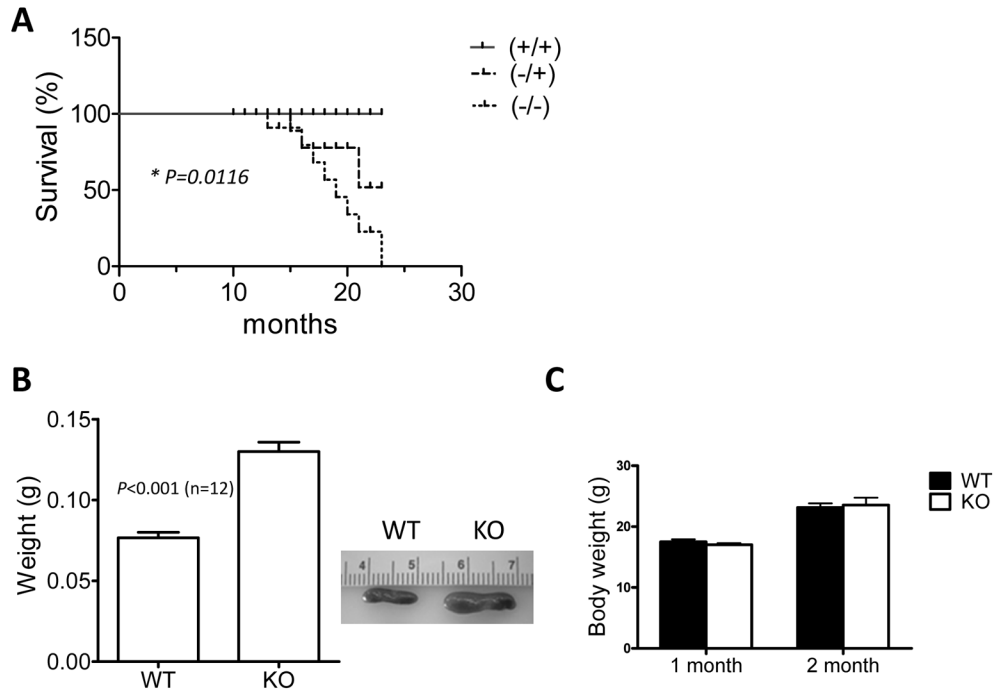 A
150
100
50
0
Survival (%)
0 10 20 30
months
* P=0.0116
(+/+)
(-/+)
(-/-)
B
0.15
0.10
0.05
0.00
Weight (g)
P<0.001 (n=12)
WT KO
WT KO
4 5 6 7
C
30
20
10
0
Body weight (g)
1 month 2 month
WT
KO